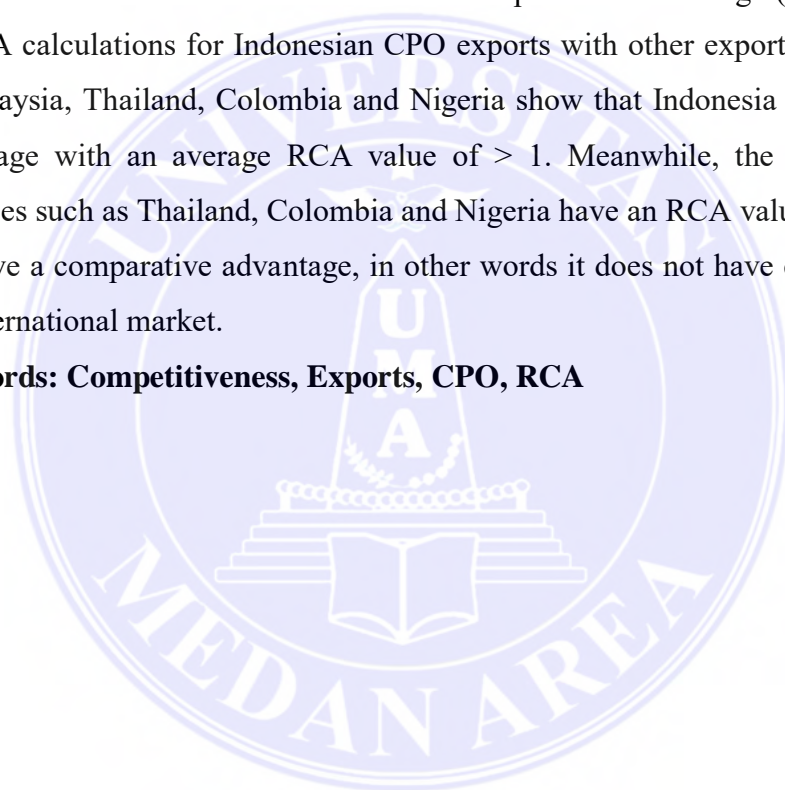 A calculations for Indonesian CPO exports with other export
aysia, Thailand, Colombia and Nigeria show that Indonesia
age with an average RCA value of > 1. Meanwhile, the
es such as Thailand, Colombia and Nigeria have an RCA valu
ve a comparative advantage, in other words it does not have
ernational market.
ords: Competitiveness, Exports, CPO, RCA
UNIVERSITAS
UMA
MEDAN AREA